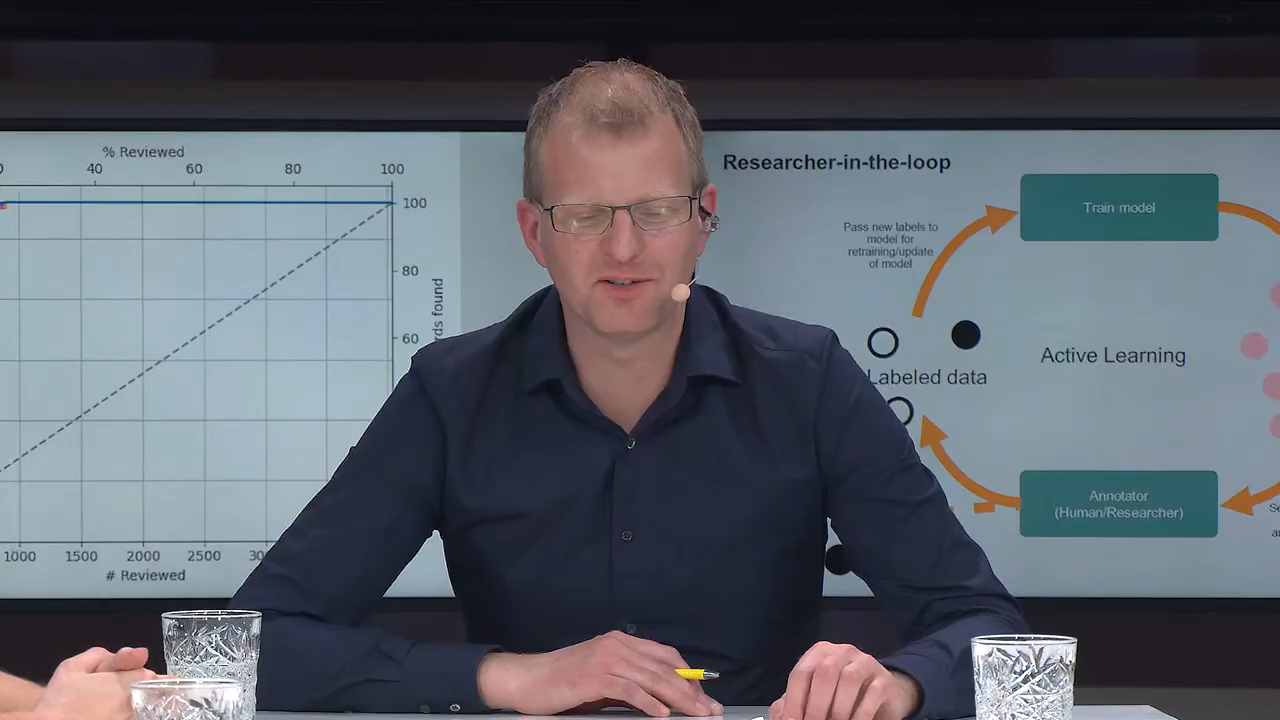 % Reviewed
40 60 80 100
100
80
60
1000 1500 2000 2500
# Reviewed
Researcher-in-the-loop
Train model
Pass new labels to
model for
retraining/update
of model
Active Learning
Labeled data
Annotator
(Human/Researcher)